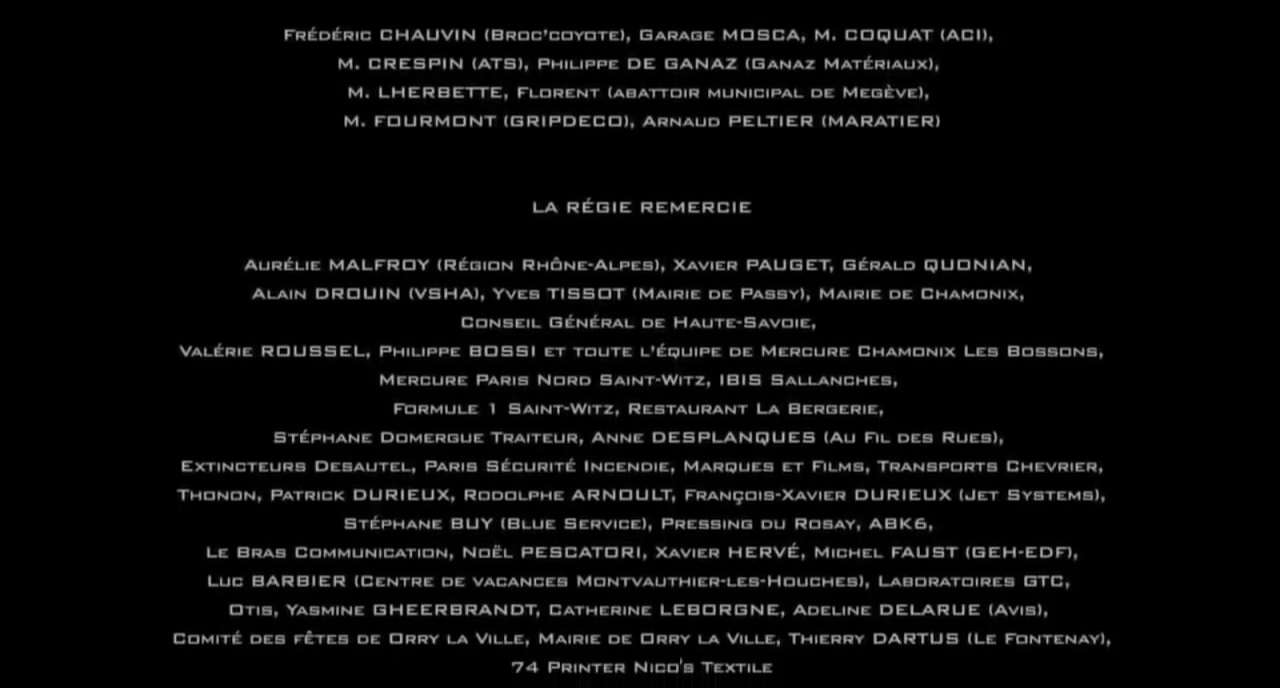 Frédéric CHAUVIN (Broc'coyote), Garage MOSCA, M. COQUAT (ACI),
M. CRESPIN (ATS), Philippe DE GANAZ (Ganaz Matériaux),
M. LHERBETTE, Florent (abattoir municipal de Megève),
M. FOURMONT (GRIPDECO), Arnaud PELTIER (MARATIER)
LA RÉGIE REMERCIE
Aurélie MALFROY (Région Rhône-Alpes), Xavier PAUGET, Gérald QUONIAN,
Alain DROUIN (VSHA), Yves TISSOT (Mairie de Passy), Mairie de Chamonix,
Conseil Général de Haute-Savoie,
Valérie ROUSSEL, Philippe BOSSI et toute l'équipe de Mercure Chamonix Les Bossons,
Mercure Paris Nord Saint-Witz, IBIS Sallanches,
Formule 1 Saint-Witz, Restaurant La Bergerie,
Stéphane Domergue Traiteur, Anne DESPLANQUES (Au Fil des Rues),
Extincteurs Desautel, Paris Sécurité Incendie, Marques et Films, Transports Chevrier,
Thonon, Patrick DURIEUX, Rodolphe ARNOULT, François-Xavier DURIEUX (Jet Systems),
Stéphane BUY (Blue Service), Pressing du Rosay, ABK6,
Le Bras Communication, Noël PESCATORI, Xavier HERVÉ, Michel FAUST (GEH-EDF),
Luc BARBIER (Centre de vacances Montvauthier-les-Houches), Laboratoires GTC,
Otis, Yasmine GHEERBRANDT, Catherine LEBORGNE, Adeline DELARUE (Avis),
Comité des fêtes de Orry la Ville, Mairie de Orry la Ville, Thierry DARTUS (Le Fontenay),
74 Printer Nico's Textile